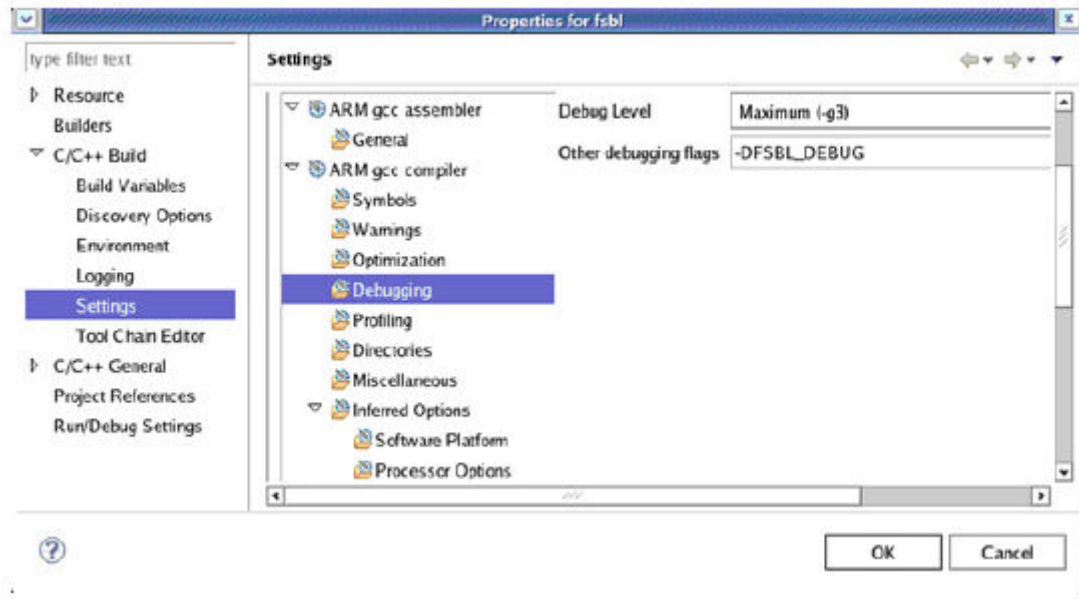 Properties for fsbl
type filter text
Resource
Builders
C/C++ Build
Build Variables
Discovery Options
Environment
Logging
Settings
Tool Chain Editor
C/C++ General
Project References
Run/Debug Settings
Settings
ARM gcc assembler
General
ARM gcc compiler
Symbols
Warnings
Optimization
Debugging
Profiling
Directories
Miscellaneous
Inferred Options
Software Platform
Processor Options
Debug Level
Maximum (-g3)
Other debugging flags
-DFSBL_DEBUG
OK
Cancel